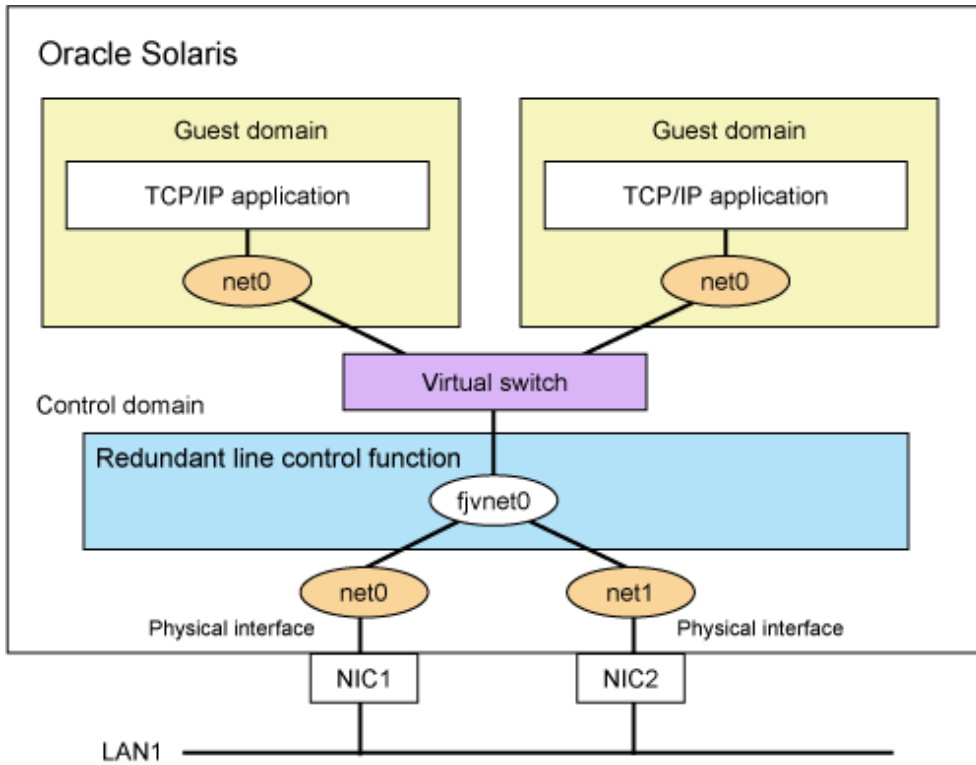 Oracle Solaris
Guest domain
Guest domain
TCP/IP application
TCP/IP application
net0
net0
Virtual switch
Control domain
Redundant line control function
fjvnet0
net0
net1
Physical interface
Physical interface
NIC1
NIC2
LAN1